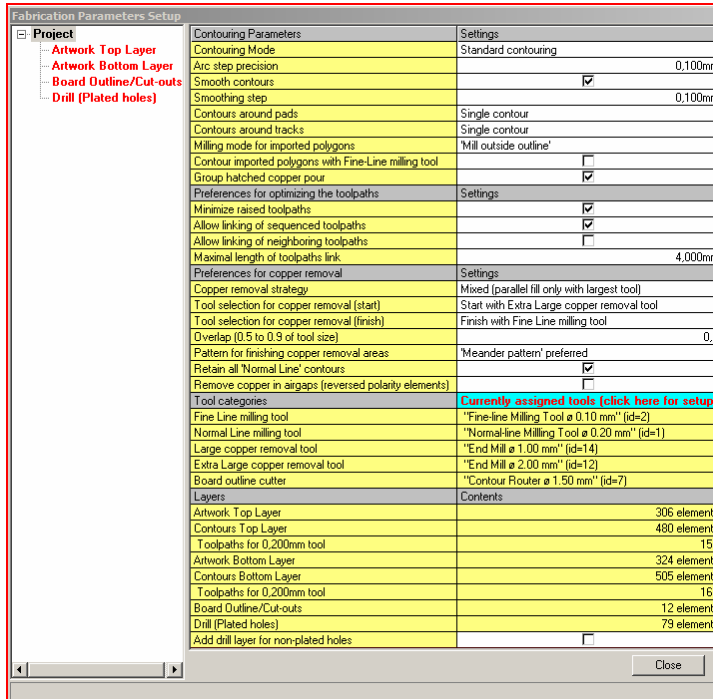 Fabrication Parameters Setup
Project
Artwork Top Layer
Artwork Bottom Layer
Board Outline/Cut-outs
Drill (Plated holes)
Contouring Parameters Settings
Contouring Mode Standard contouring
Arc step precision 0,100mm
Smooth contours
Smoothing step 0,100mm
Contours around pads Single contour
Contours around tracks Single contour
Milling mode for imported polygons 'Mill outside outline'
Contour imported polygons with Fine-Line milling tool
Group hatched copper pour
Preferences for optimizing the toolpaths Settings
Minimize raised toolpaths
Allow linking of sequenced toolpaths
Allow linking of neighboring toolpaths
Maximal length of toolpaths link 4,000mm
Preferences for copper removal Settings
Copper removal strategy Mixed (parallel fill only with largest tool)
Tool selection for copper removal (start) Start with Extra Large copper removal tool
Tool selection for copper removal (finish) Finish with Fine Line milling tool
Overlap (0.5 to 0.9 of tool size) 0,
Pattern for finishing copper removal areas 'Meander pattern' preferred
Retain all 'Normal Line' contours
Remove copper in airgaps (reversed polarity elements)
Tool categories Currently assigned tools (click here for setup
Fine Line milling tool "Fine-line Milling Tool ø 0.10 mm" (id=2)
Normal Line milling tool "Normal-line Millling Tool ø 0.20 mm" (id=1)
Large copper removal tool "End Mill ø 1.00 mm" (id=14)
Extra Large copper removal tool "End Mill ø 2.00 mm" (id=12)
Board outline cutter "Contour Router ø 1.50 mm" (id=7)
Layers Contents
Artwork Top Layer 306 element
Contours Top Layer 480 element
Toolpaths for 0,200mm tool 15
Artwork Bottom Layer 324 element
Contours Bottom Layer 505 element
Toolpaths for 0,200mm tool 16
Board Outline/Cut-outs 12 element
Drill (Plated holes) 79 element
Add drill layer for non-plated holes
Close